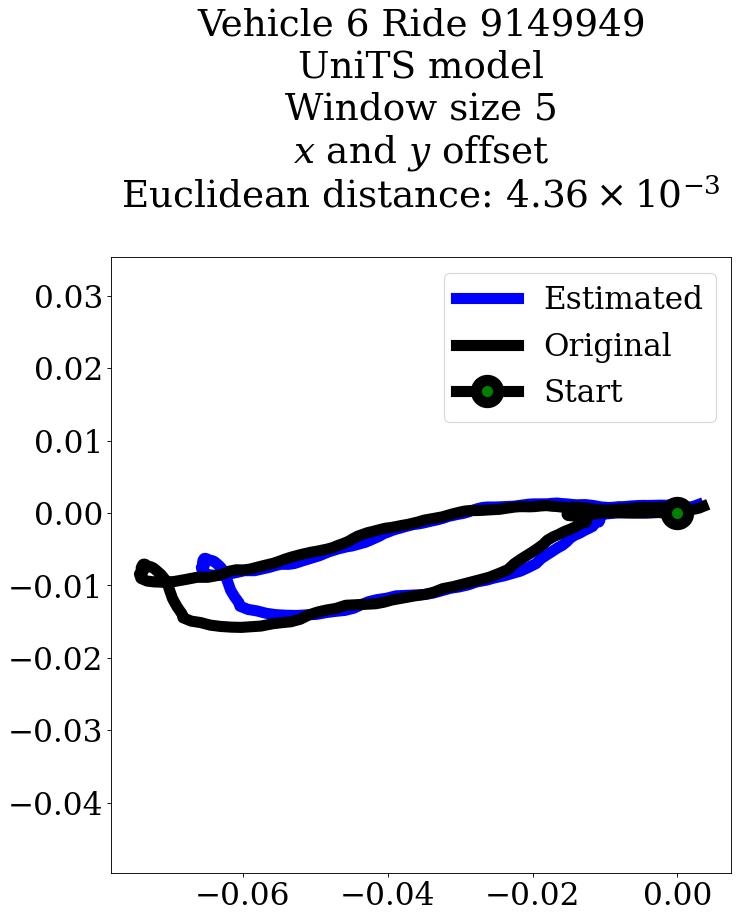 Vehicle 6 Ride 9149949
UniTS model
Window size 5
x and y offset
Euclidean distance: 4.36 × 10⁻³
Estimated
Original
Start
0.03
0.02
0.01
0.00
−0.01
−0.02
−0.03
−0.04
−0.06
−0.04
−0.02
0.00